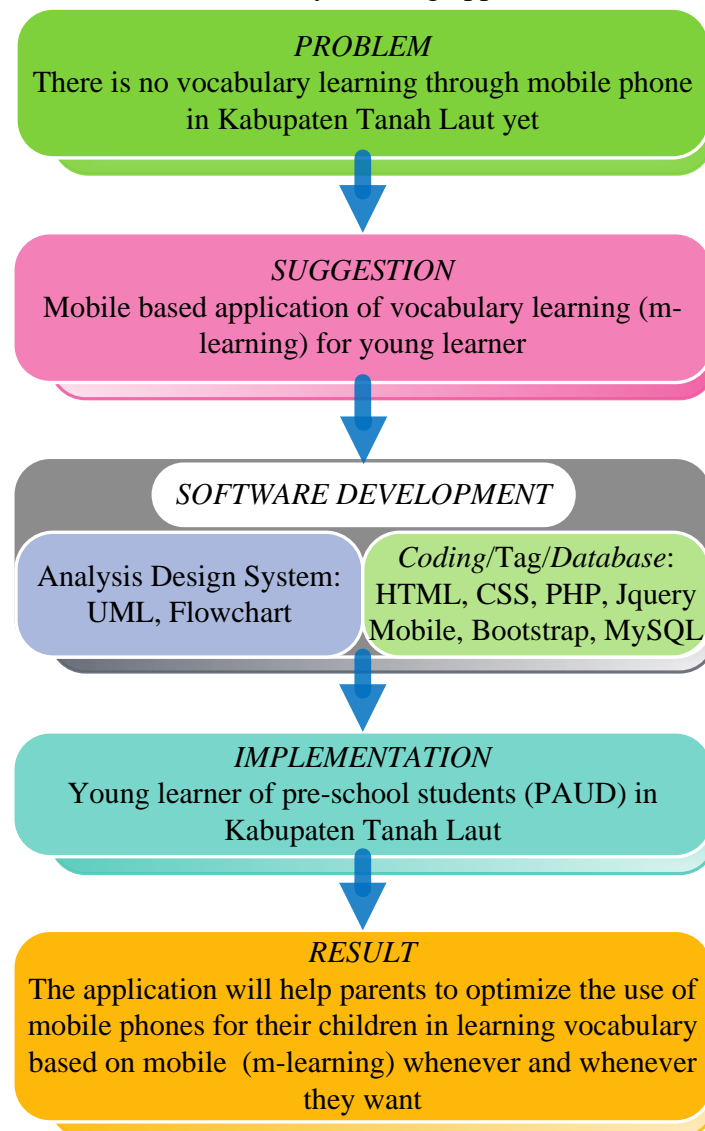 PROBLEM
There is no vocabulary learning through mobile phone
in Kabupaten Tanah Laut yet
SUGGESTION
Mobile based application of vocabulary learning (m-
learning) for young learner
SOFTWARE DEVELOPMENT
Analysis Design System:
UML, Flowchart
Coding/Tag/Database:
HTML, CSS, PHP, Jquery
Mobile, Bootstrap, MySQL
IMPLEMENTATION
Young learner of pre-school students (PAUD) in
Kabupaten Tanah Laut
RESULT
The application will help parents to optimize the use of
mobile phones for their children in learning vocabulary
based on mobile (m-learning) whenever and whenever
they want